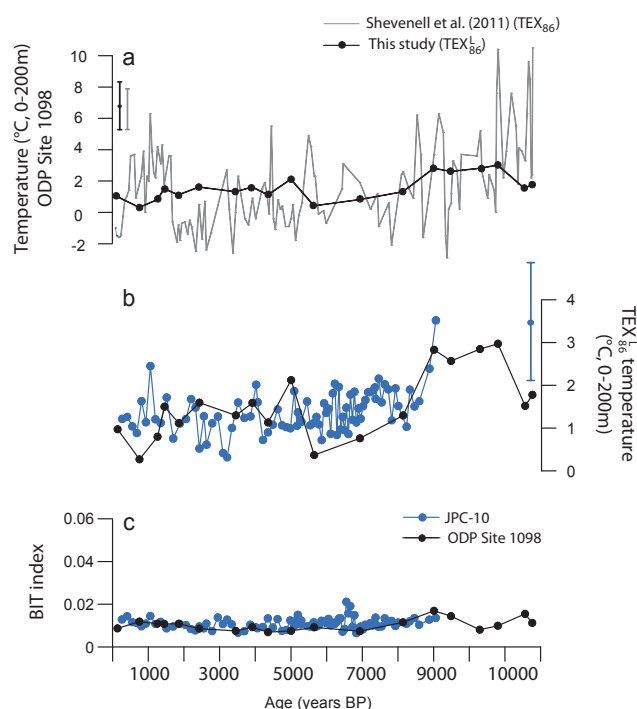 Shevenell et al. (2011) (TEX86)
This study (TEX86L)
a
10
8
6
4
2
0
-2
Temperature (°C, 0-200m)
ODP Site 1098
b
4
3
2
1
0
TEX86L temperature
(°C, 0-200m)
c
JPC-10
ODP Site 1098
0.06
0.04
0.02
0
BIT index
1000 3000 5000 7000 9000 10000
Age (years BP)